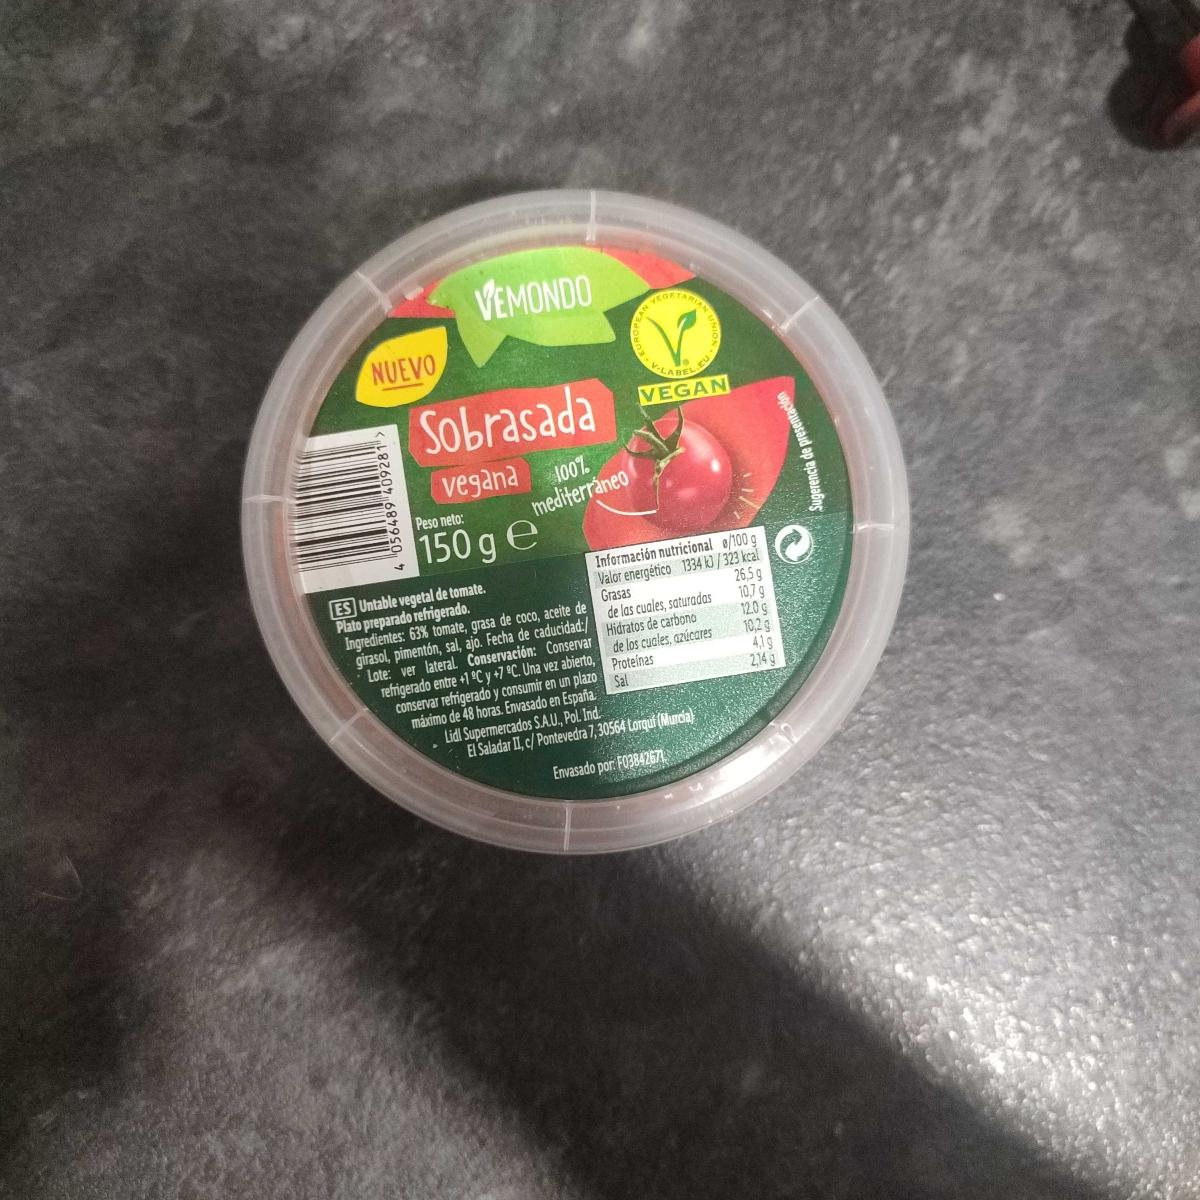 VEMONDO
NUEVO
EUROPEAN VEGETARIAN UNION
V-LABEL.EU
VEGAN
Sobrasada
vegana
100%
mediterráneo
Sugerencia de presentación
4 056489 409281 >
Peso neto:
150 g e
ES Untable vegetal de tomate.
Plato preparado refrigerado.
Ingredientes: 63% tomate, grasa de coco, aceite de
girasol, pimentón, sal, ajo. Fecha de caducidad:/
Lote: ver lateral. Conservación: Conservar
refrigerado entre +1 ºC y +7 ºC. Una vez abierto,
conservar refrigerado y consumir en un plazo
máximo de 48 horas. Envasado en España.
Lidl Supermercados S.A.U., Pol. Ind.
El Saladar II, c/ Pontevedra 7, 30564 Lorquí (Murcia)
Envasado por: F03842671
Información nutricional ø/100 g
Valor energético 1334 kJ / 323 kcal
Grasas 26,5 g
de las cuales, saturadas 10,7 g
Hidratos de carbono 12,0 g
de los cuales, azúcares 10,2 g
Proteínas 4,1 g
Sal 2,14 g